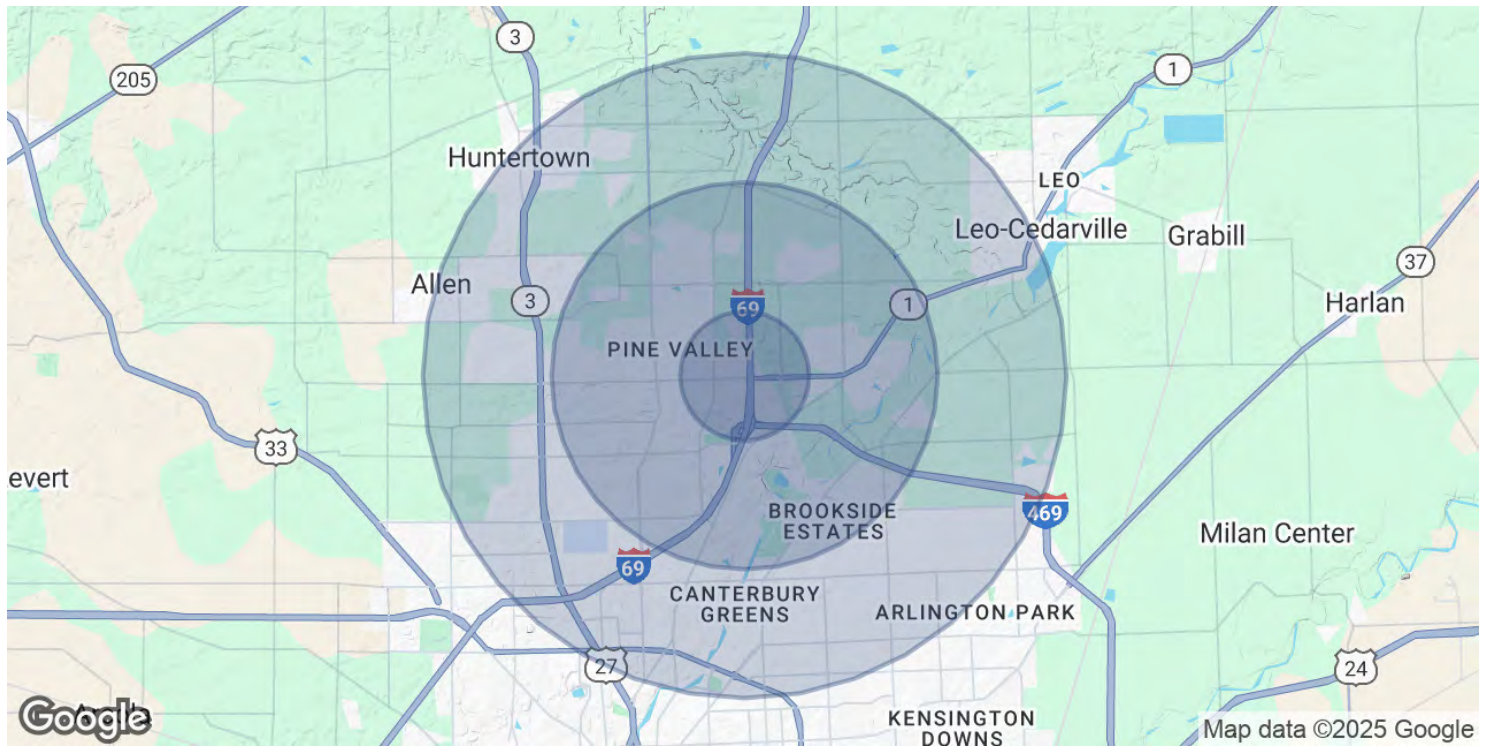 3
1
205
Huntertown
LEO
Leo-Cedarville
Grabill
37
Allen
3
69
1
Harlan
PINE VALLEY
33
evert
BROOKSIDE
ESTATES
469
Milan Center
69
CANTERBURY
GREENS
ARLINGTON PARK
27
24
Google
KENSINGTON
DOWNS
Map data ©2025 Google